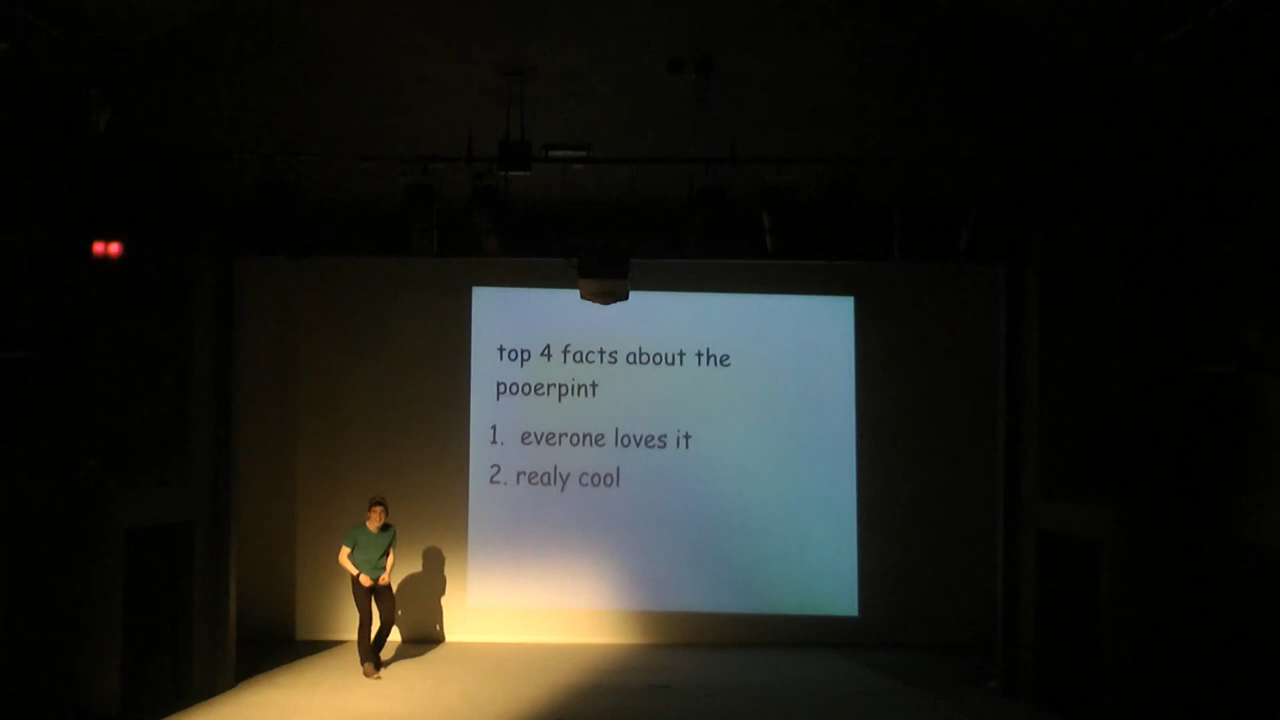 top 4 facts about the
pooerpint
1. everone loves it
2. realy cool